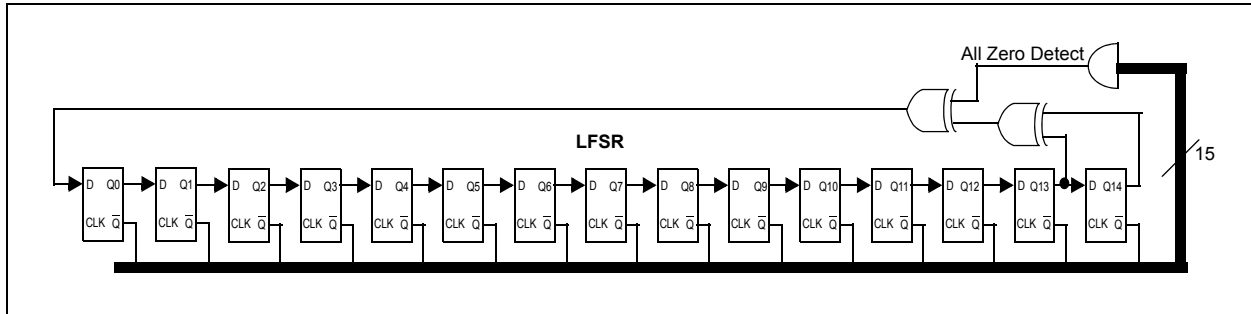 All Zero Detect
LFSR
15
D Q0 D Q1 D Q2 D Q3 D Q4 D Q5 D Q6 D Q7 D Q8 D Q9 D Q10 D Q11 D Q12 D Q13 D Q14
CLK Q̅ CLK Q̅ CLK Q̅ CLK Q̅ CLK Q̅ CLK Q̅ CLK Q̅ CLK Q̅ CLK Q̅ CLK Q̅ CLK Q̅ CLK Q̅ CLK Q̅ CLK Q̅ CLK Q̅